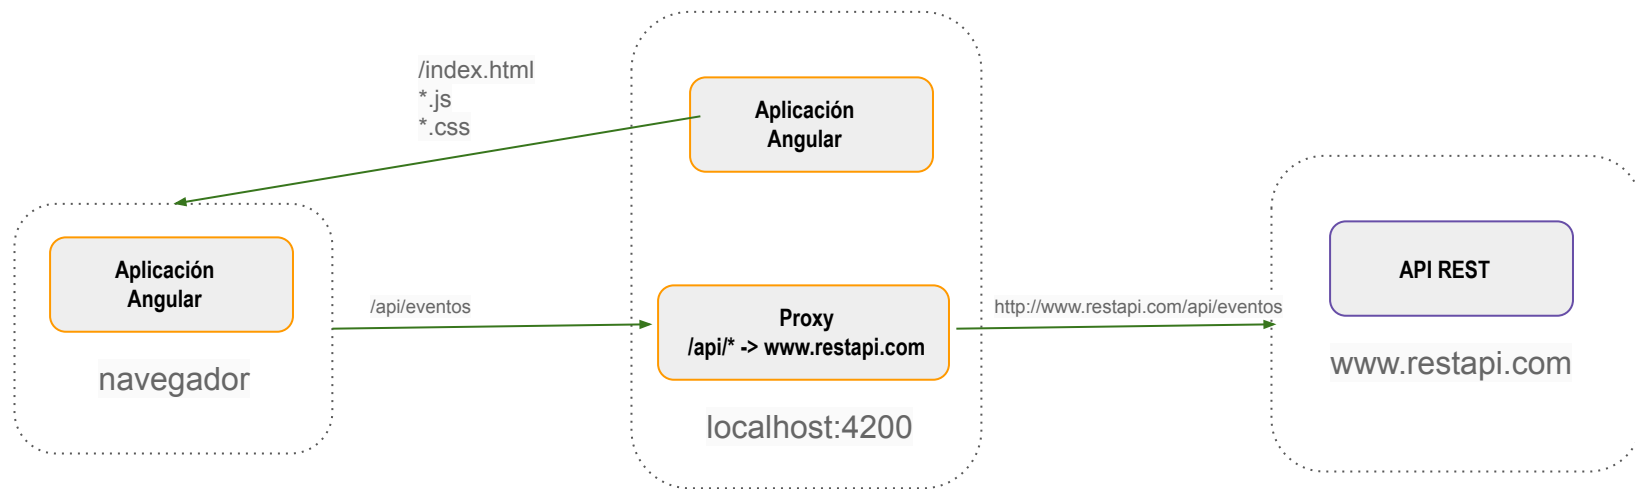 /index.html
*.js
*.css
Aplicación
Angular
Aplicación
Angular
navegador
/api/eventos
Proxy
/api/* -> www.restapi.com
localhost:4200
http://www.restapi.com/api/eventos
API REST
www.restapi.com